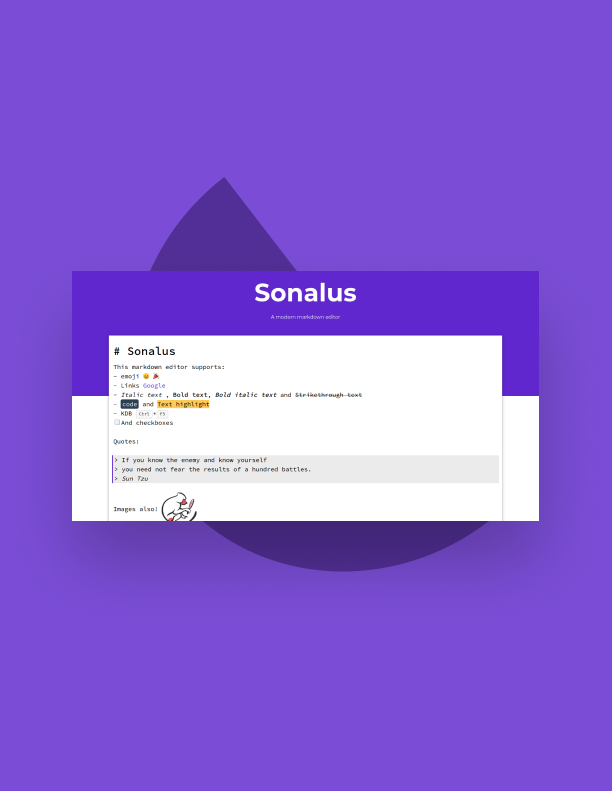 Sonalus
A modern markdown editor
# Sonalus
This markdown editor supports:
- emoji 😀 🎉
- Links Google
- Italic text , Bold text, Bold italic text and Strikethrough text
- code and Text highlight
- KDB Ctrl + F5
And checkboxes
Quotes:
> If you know the enemy and know yourself
> you need not fear the results of a hundred battles.
> Sun Tzu
Images also!